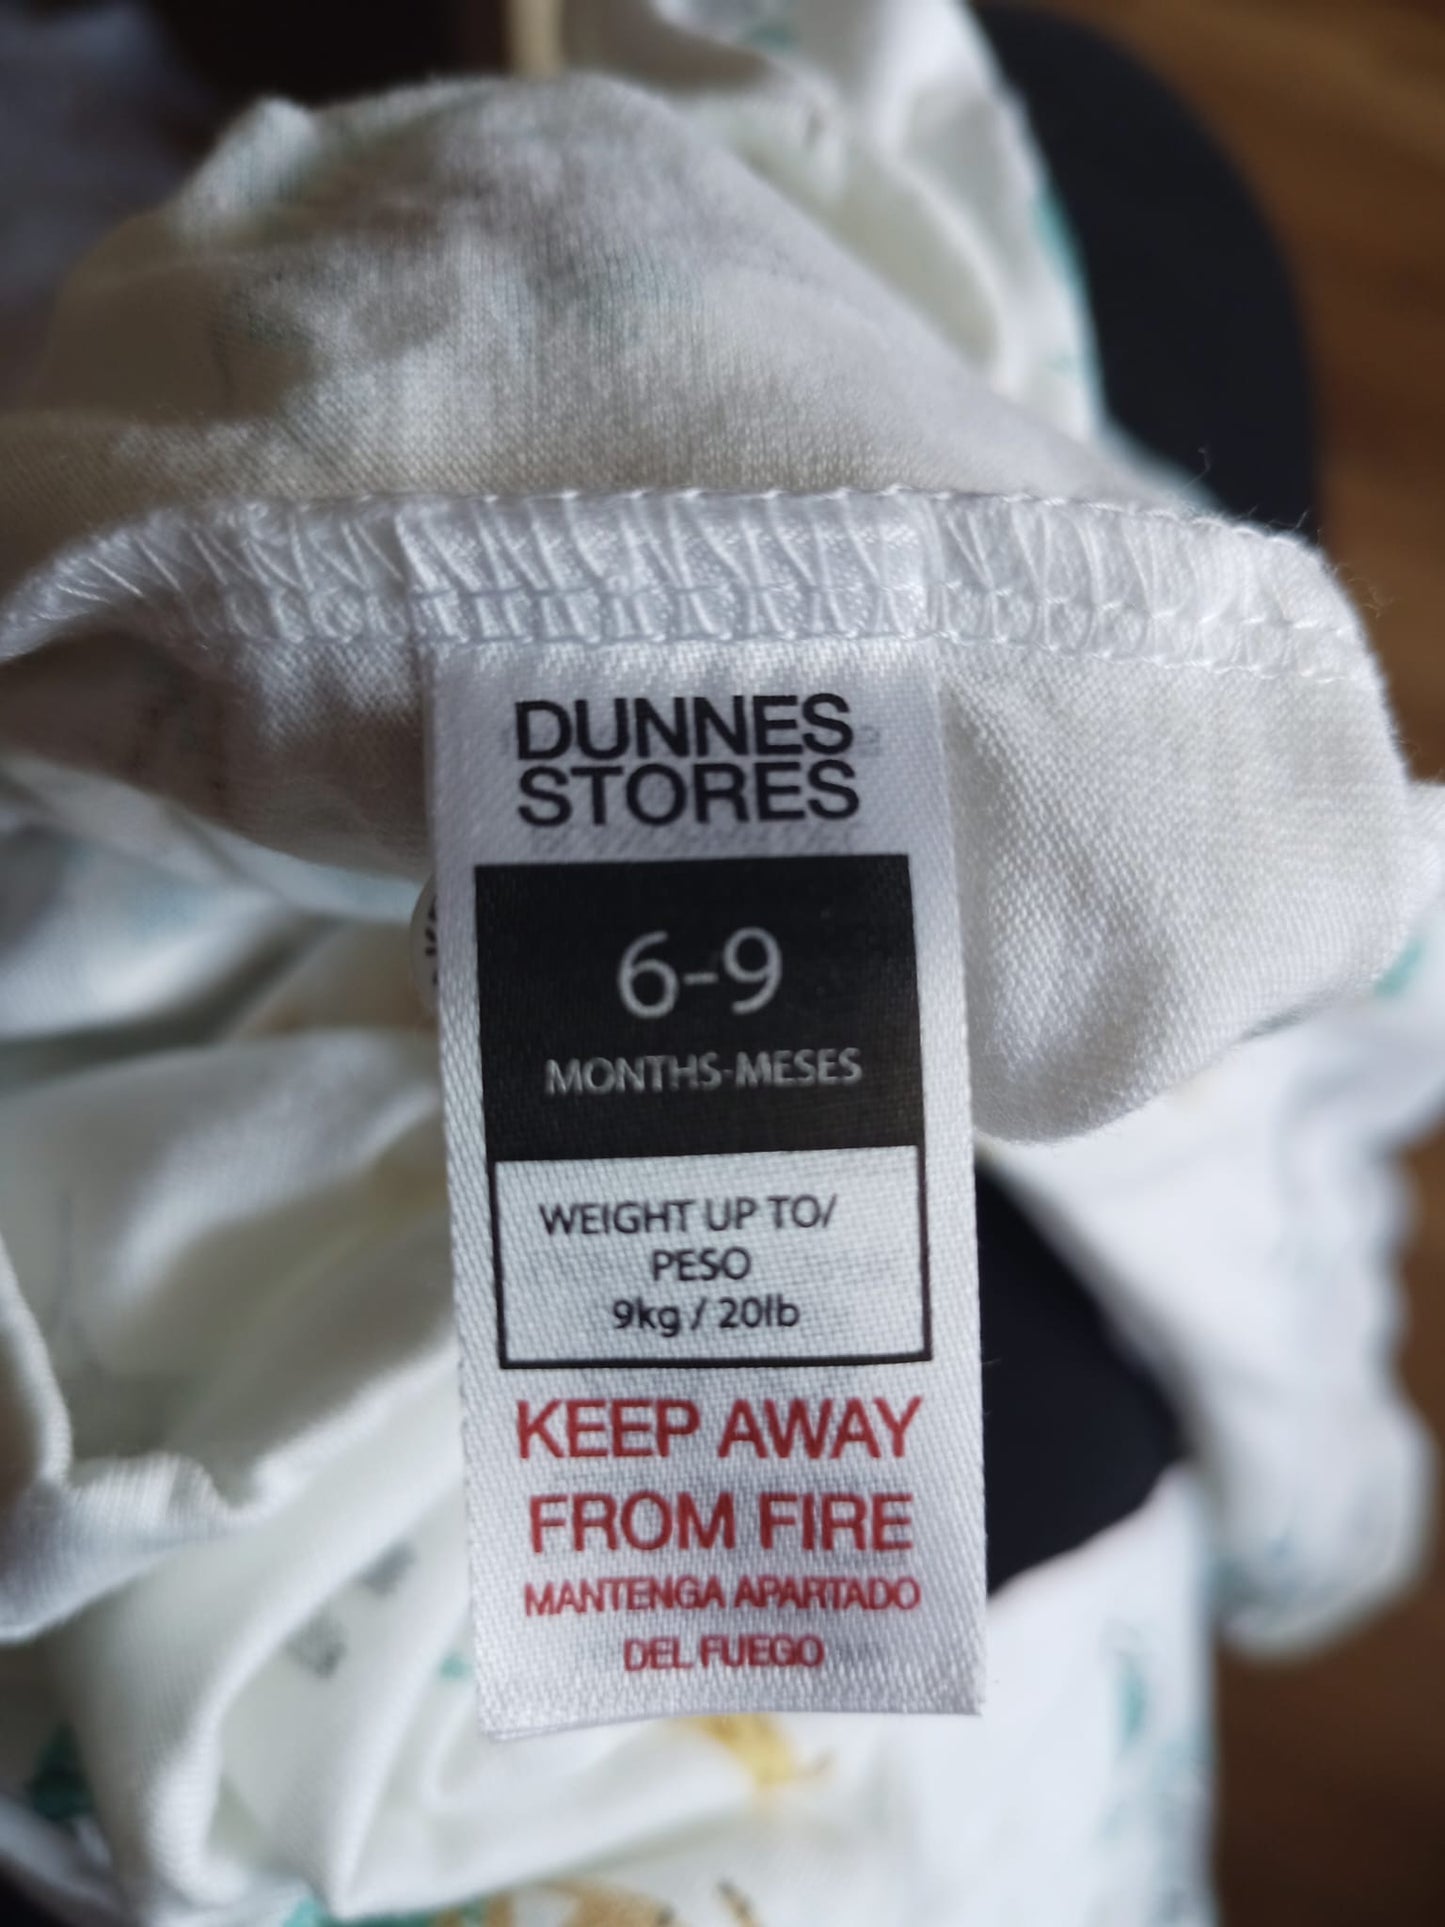 DUNNES
STORES
6-9
MONTHS-MESES
WEIGHT UP TO/
PESO
9kg / 20lb
KEEP AWAY
FROM FIRE
MANTENGA APARTADO
DEL FUEGO